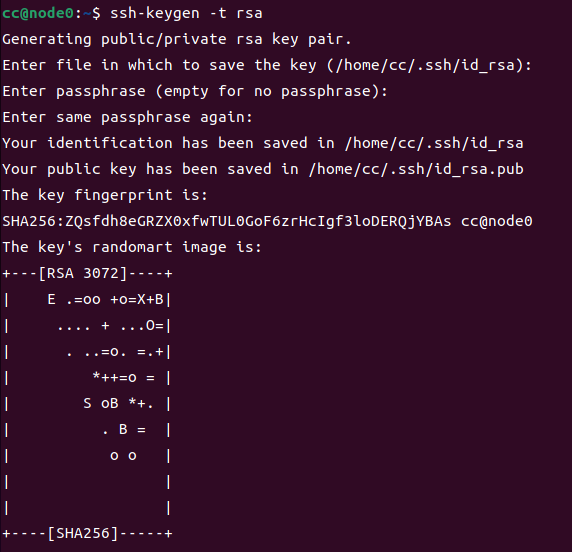 cc@node0:~$ ssh-keygen -t rsa
Generating public/private rsa key pair.
Enter file in which to save the key (/home/cc/.ssh/id_rsa):
Enter passphrase (empty for no passphrase):
Enter same passphrase again:
Your identification has been saved in /home/cc/.ssh/id_rsa
Your public key has been saved in /home/cc/.ssh/id_rsa.pub
The key fingerprint is:
SHA256:ZQsfdh8eGRZX0xfwTUL0GoF6zrHcIgf3loDERQjYBAs cc@node0
The key's randomart image is:
+---[RSA 3072]----+
|    E .=oo +o=X+B|
|     .... + ...O=|
|      . ..=o. =.+|
|         *++=o = |
|        S oB *+. |
|          . B =  |
|           o o   |
|                 |
|                 |
+----[SHA256]-----+